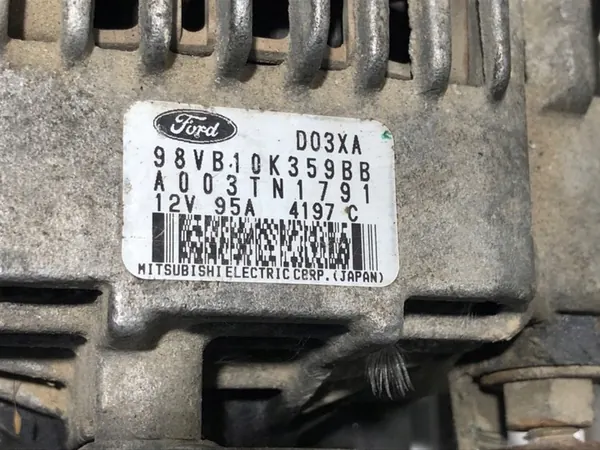 Ford
D03XA
98VB10K359BB
A003TN1791
12V 95A 4197 C
MITSUBISHI ELECTRIC CORP. (JAPAN)